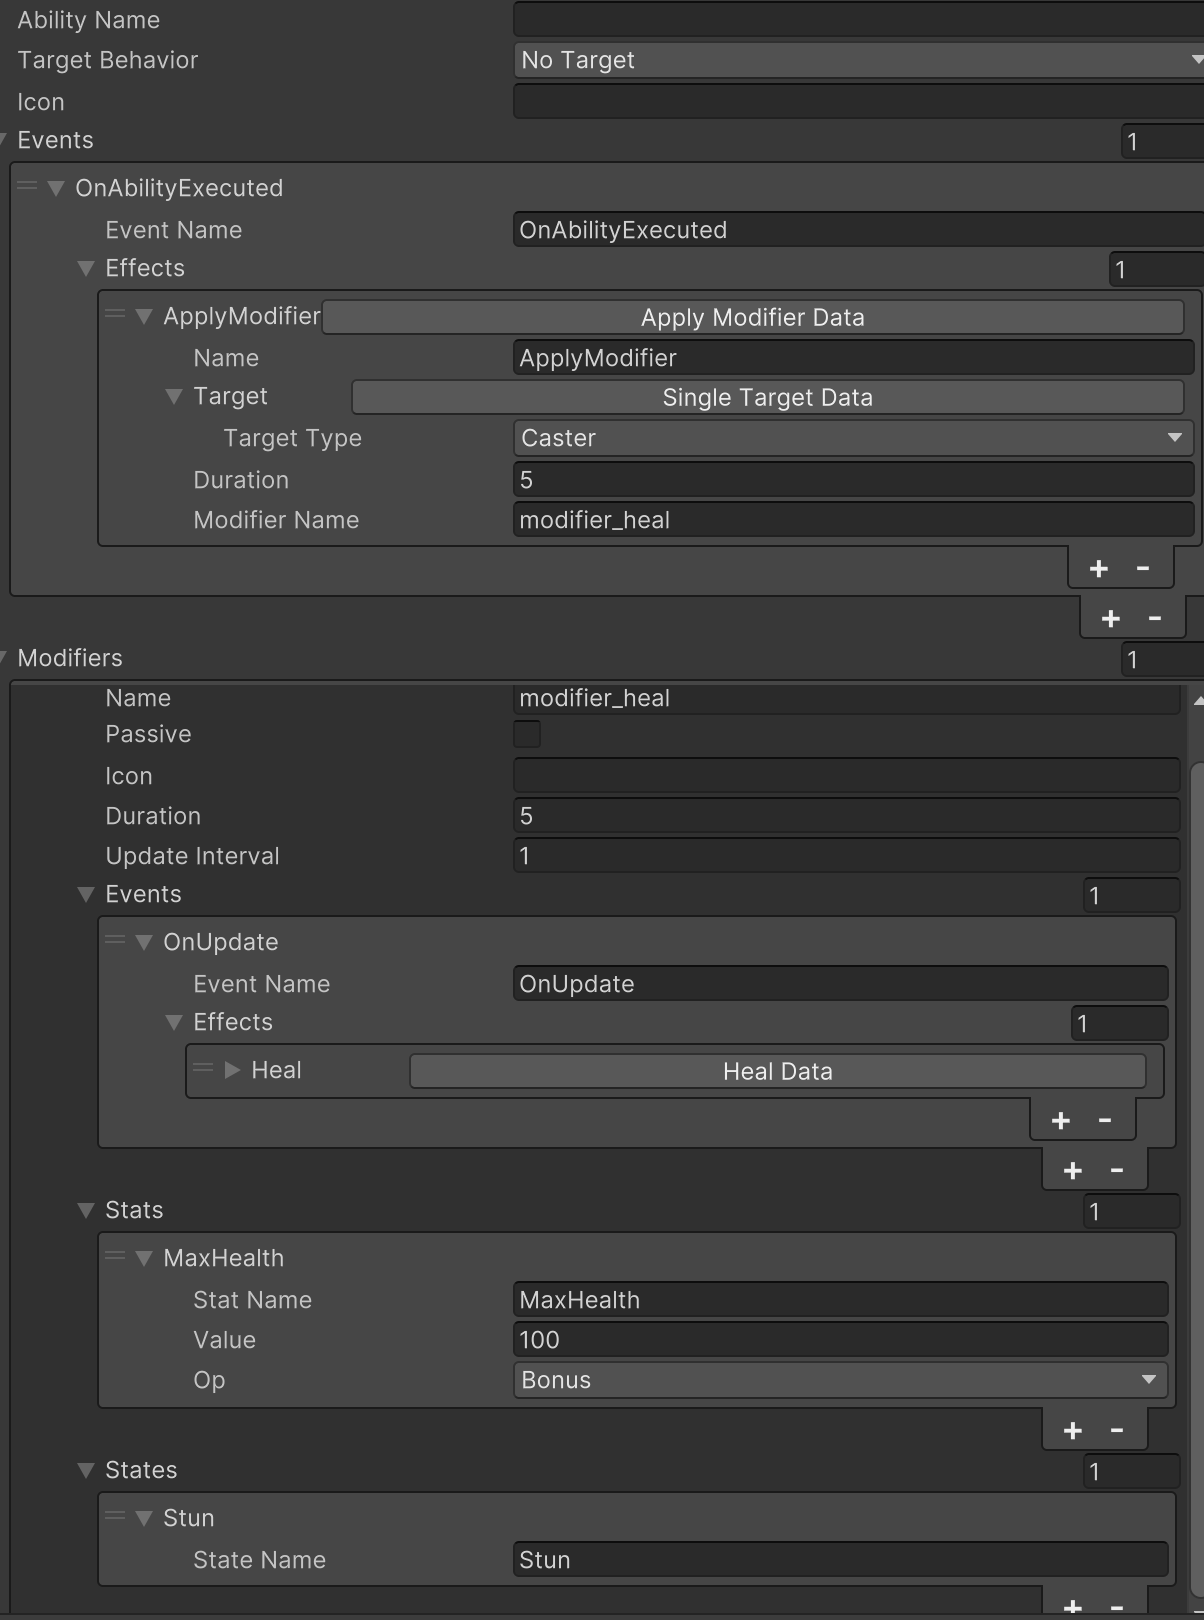 Ability Name
Target Behavior No Target
Icon
Events 1
OnAbilityExecuted
Event Name OnAbilityExecuted
Effects 1
ApplyModifier Apply Modifier Data
Name ApplyModifier
Target Single Target Data
Target Type Caster
Duration 5
Modifier Name modifier_heal
+ -
+ -
Modifiers 1
Name modifier_heal
Passive
Icon
Duration 5
Update Interval 1
Events 1
OnUpdate
Event Name OnUpdate
Effects 1
Heal Heal Data
+ -
+ -
Stats 1
MaxHealth
Stat Name MaxHealth
Value 100
Op Bonus
+ -
States 1
Stun
State Name Stun
+ -